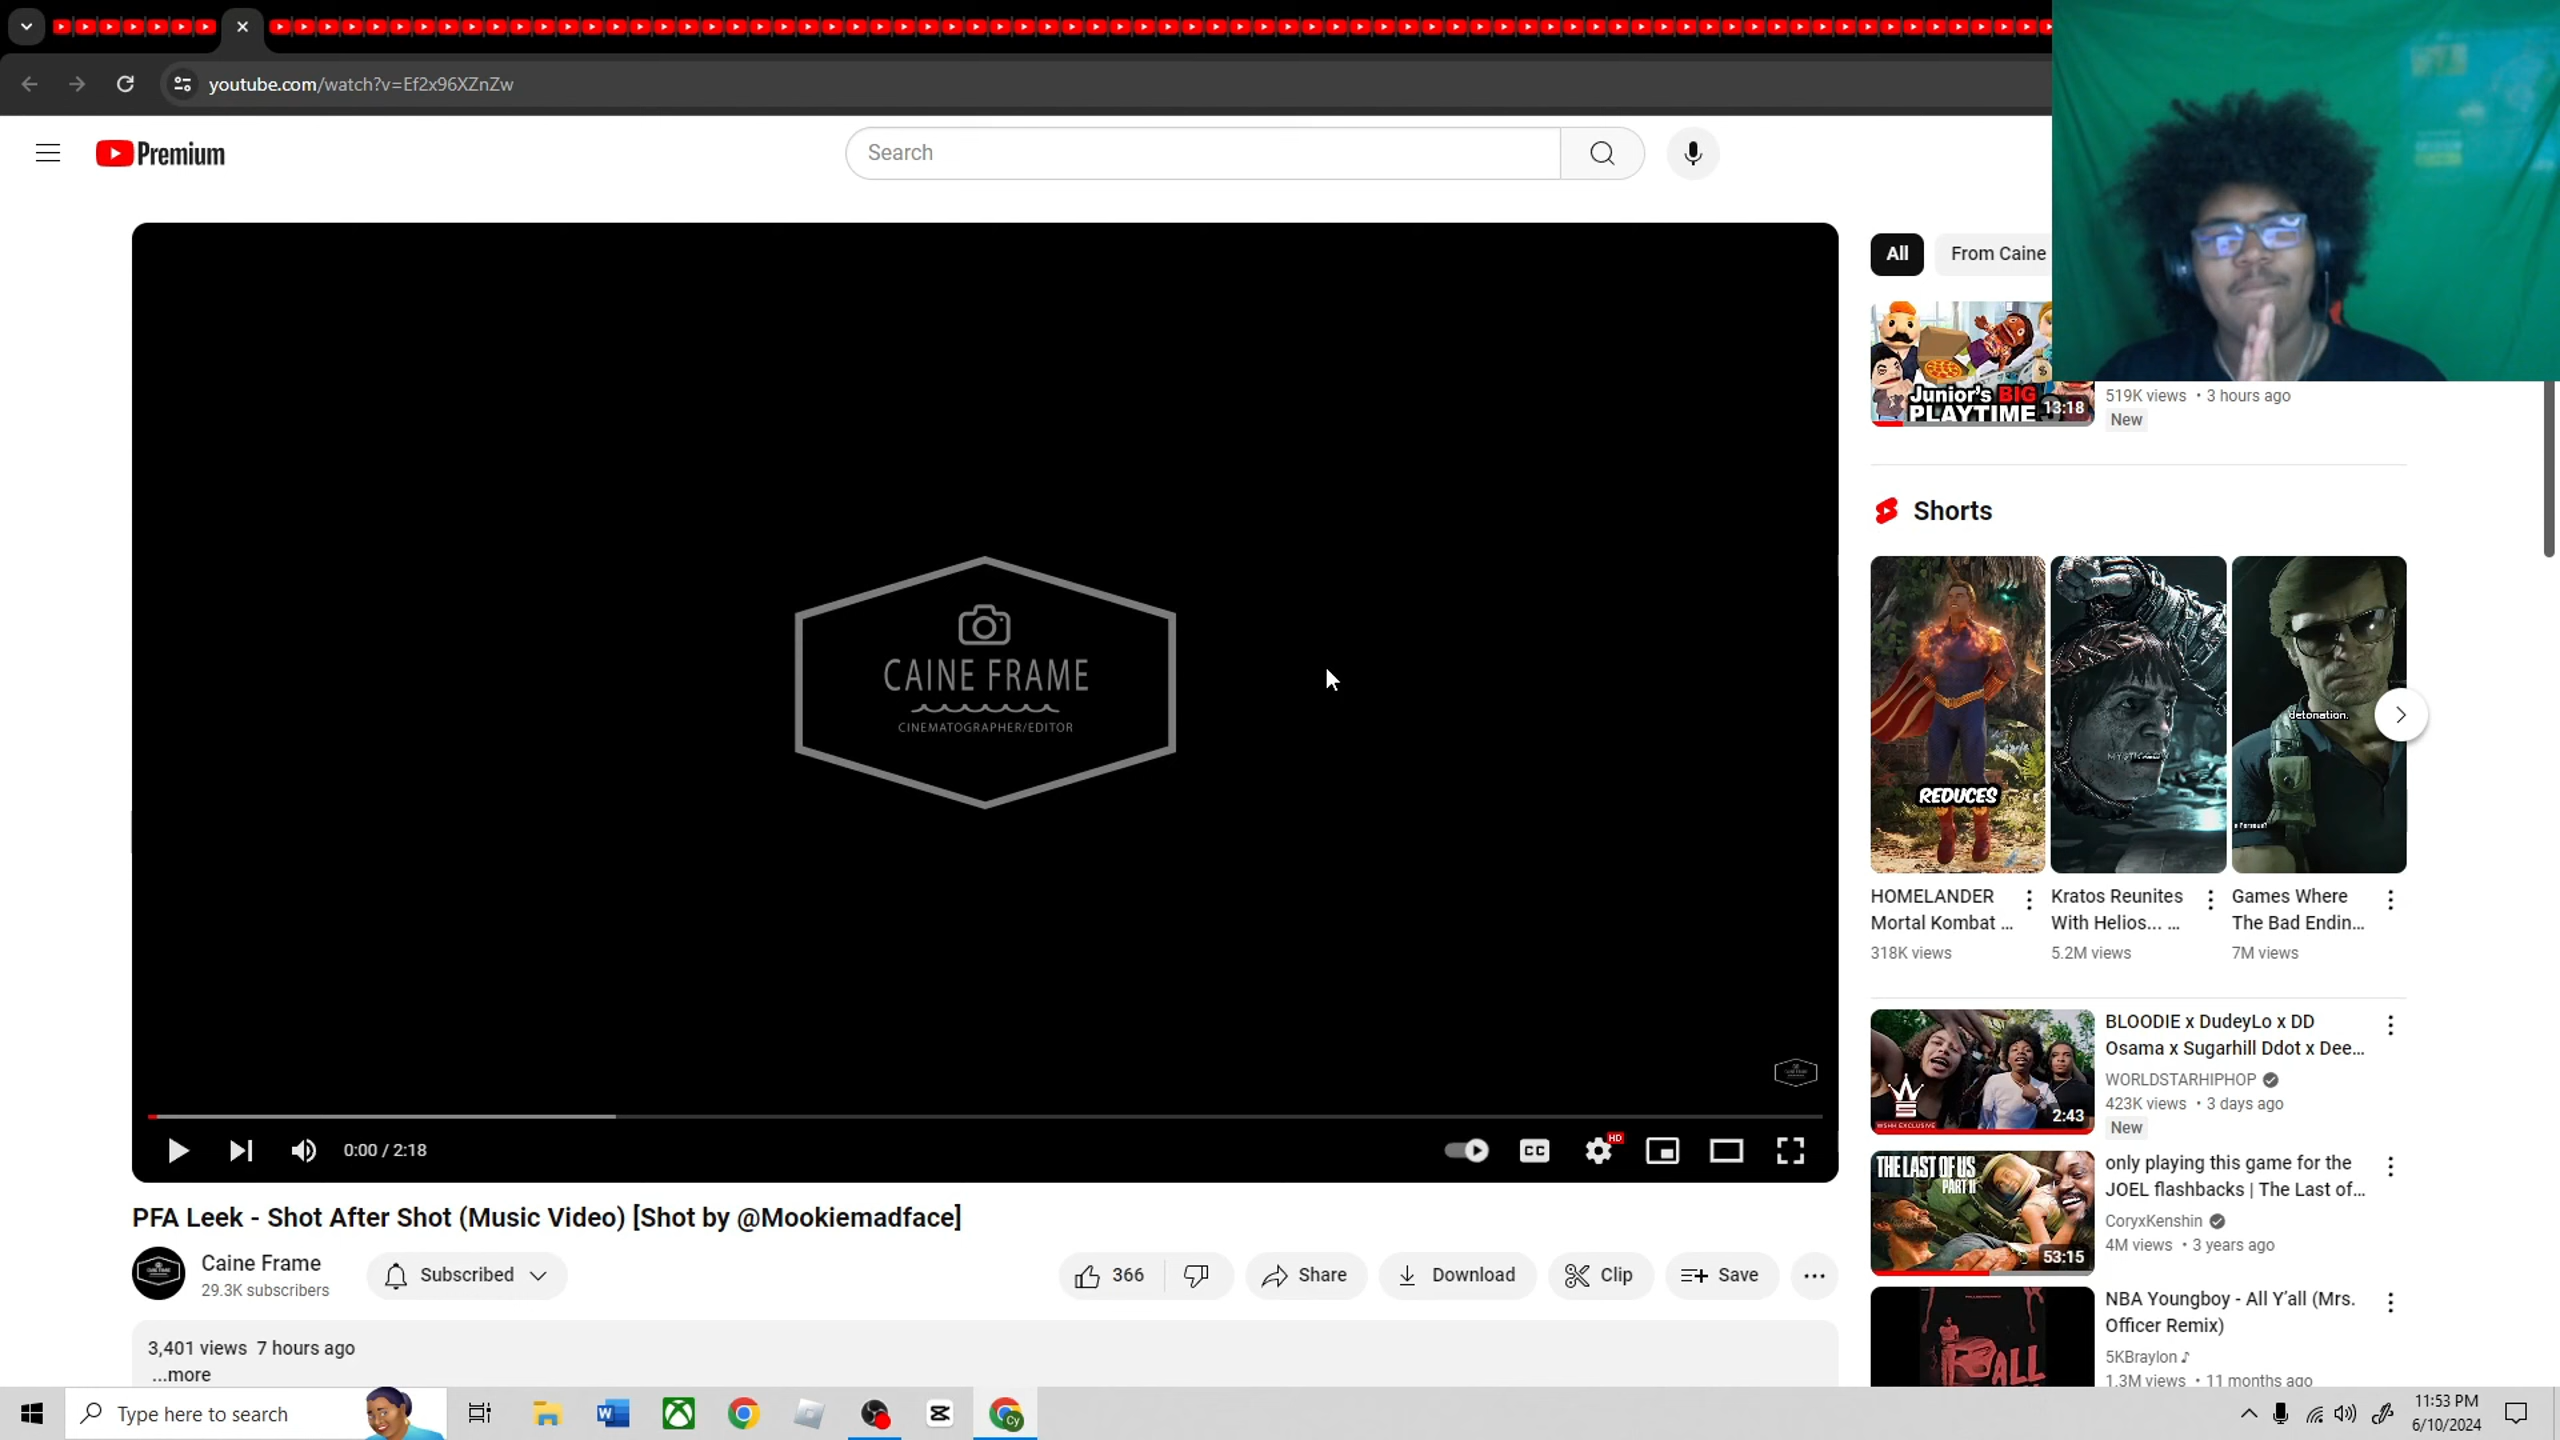 youtube.com/watch?v=Ef2x96XZnZw
Premium
Search
All
From Caine
Junior's BIG
PLAYTIME
13:18
519K views • 3 hours ago
New
CAINE FRAME
CINEMATOGRAPHER/EDITOR
Shorts
REDUCES
detonation.
HOMELANDER
Mortal Kombat ...
318K views
Kratos Reunites
With Helios... ...
5.2M views
Games Where
The Bad Endin...
7M views
WSHH EXCLUSIVE
2:43
BLOODIE x DudeyLo x DD
Osama x Sugarhill Ddot x Dee...
WORLDSTARHIPHOP
423K views • 3 days ago
New
THE LAST OF US
PART II
53:15
only playing this game for the
JOEL flashbacks | The Last of...
CoryxKenshin
4M views • 3 years ago
ALL
NBA Youngboy - All Y'all (Mrs.
Officer Remix)
5KBraylon
1.3M views • 11 months ago
0:00 / 2:18
CC
HD
PFA Leek - Shot After Shot (Music Video) [Shot by @Mookiemadface]
Caine Frame
29.3K subscribers
Subscribed
366
Share
Download
Clip
Save
3,401 views 7 hours ago
...more
Type here to search
Cy
11:53 PM
6/10/2024